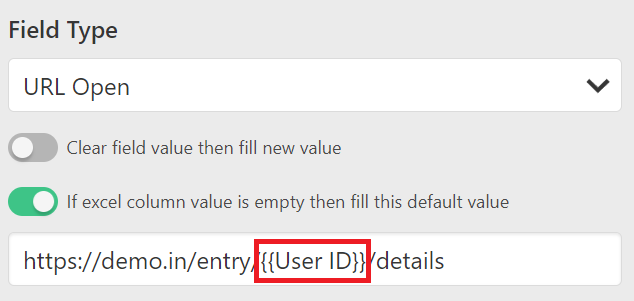 Field Type
URL Open
Clear field value then fill new value
If excel column value is empty then fill this default value
https://demo.in/entry/{{User ID}}/details